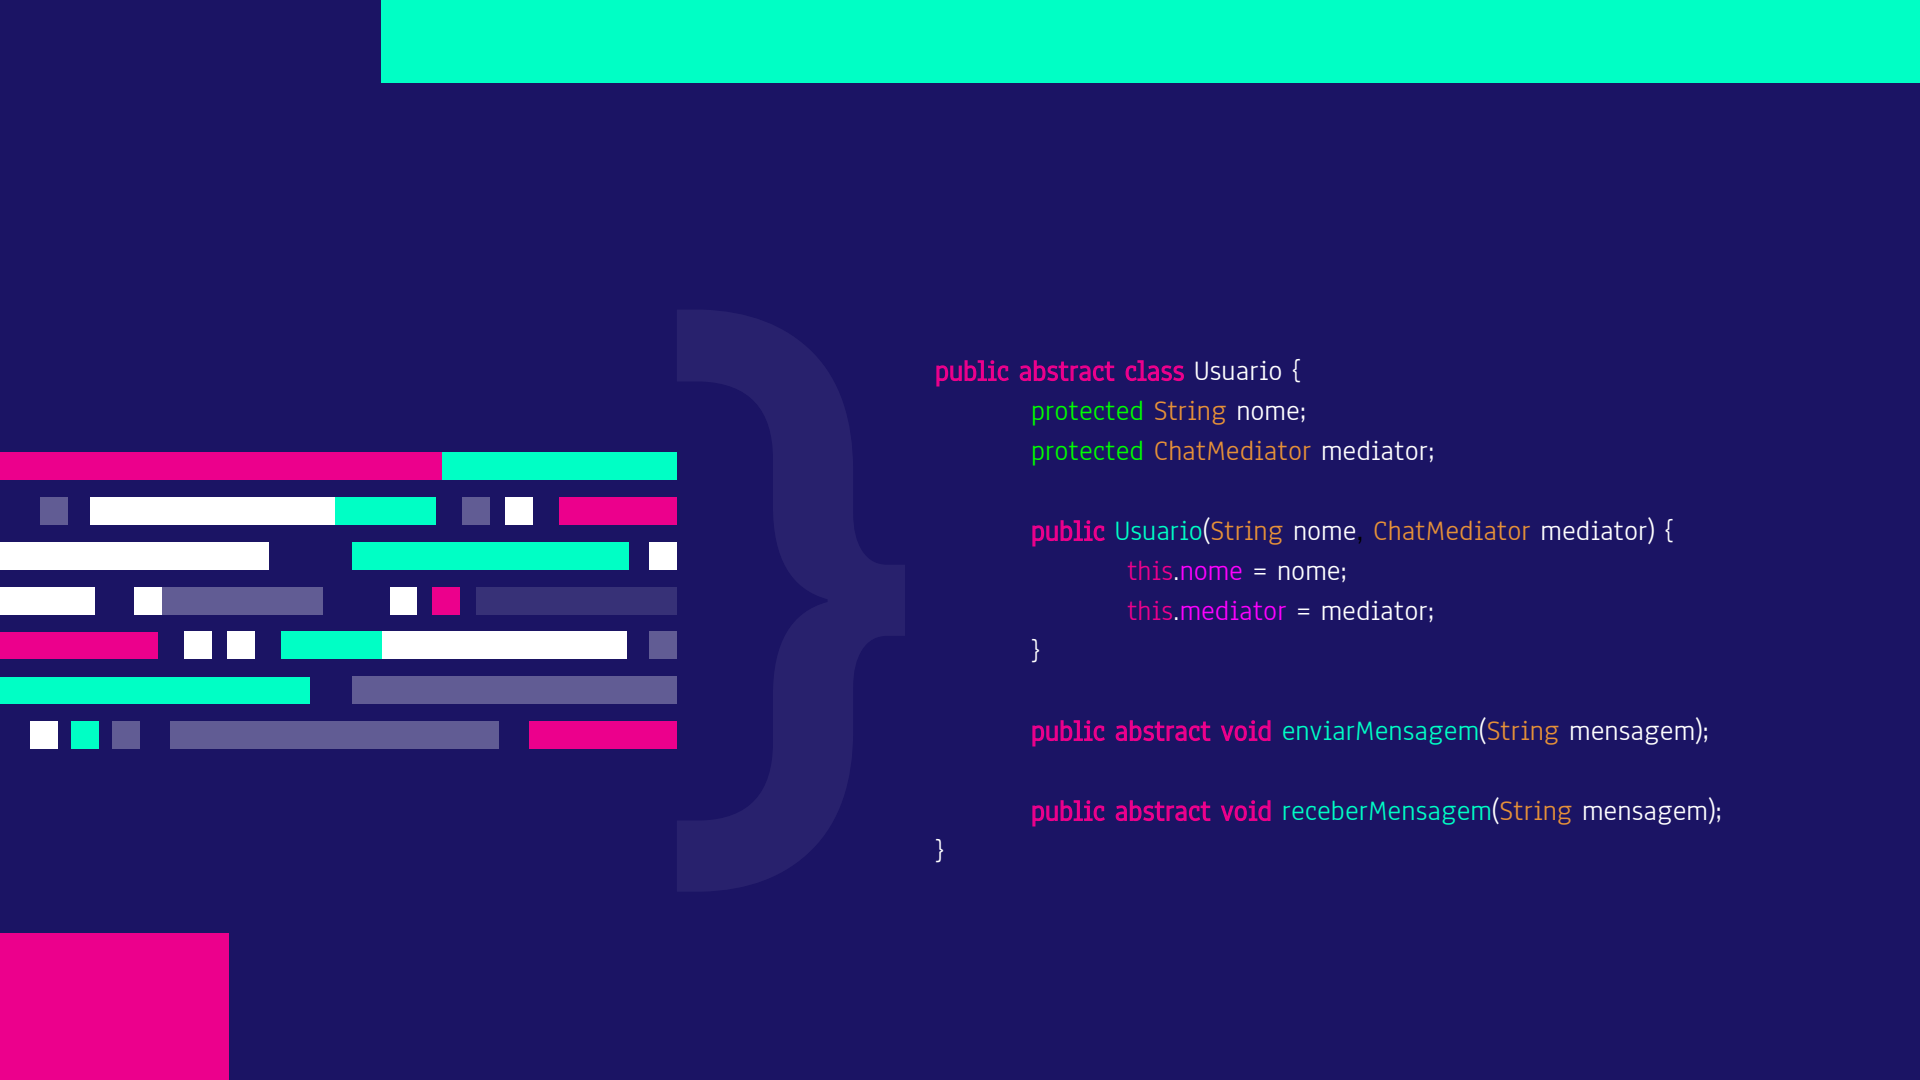 public abstract class Usuario {
protected String nome;
protected ChatMediator mediator;
public Usuario(String nome, ChatMediator mediator) {
this.nome = nome;
this.mediator = mediator;
}
public abstract void enviarMensagem(String mensagem);
public abstract void receberMensagem(String mensagem);
}